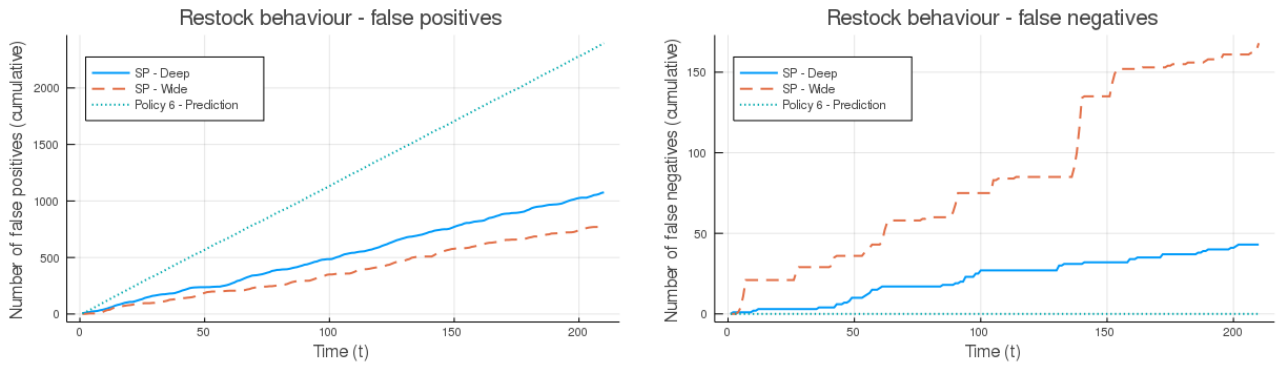 Restock behaviour - false positives
Number of false positives (cumulative)
2000
1500
1000
500
0
SP - Deep
SP - Wide
Policy 6 - Prediction
0
50
100
150
200
Time (t)
Restock behaviour - false negatives
Number of false negatives (cumulative)
150
100
50
0
SP - Deep
SP - Wide
Policy 6 - Prediction
0
50
100
150
200
Time (t)